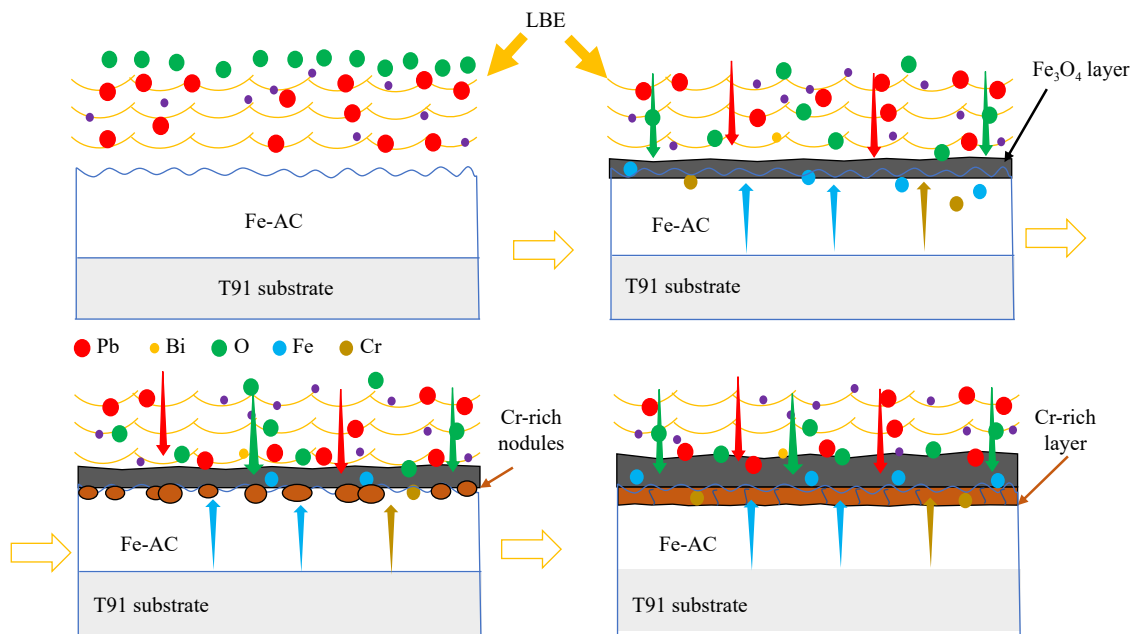 LBE
Fe₃O₄ layer
Fe-AC
T91 substrate
Fe-AC
T91 substrate
Pb Bi O Fe Cr
Cr-rich
nodules
Fe-AC
T91 substrate
Cr-rich
layer
Fe-AC
T91 substrate